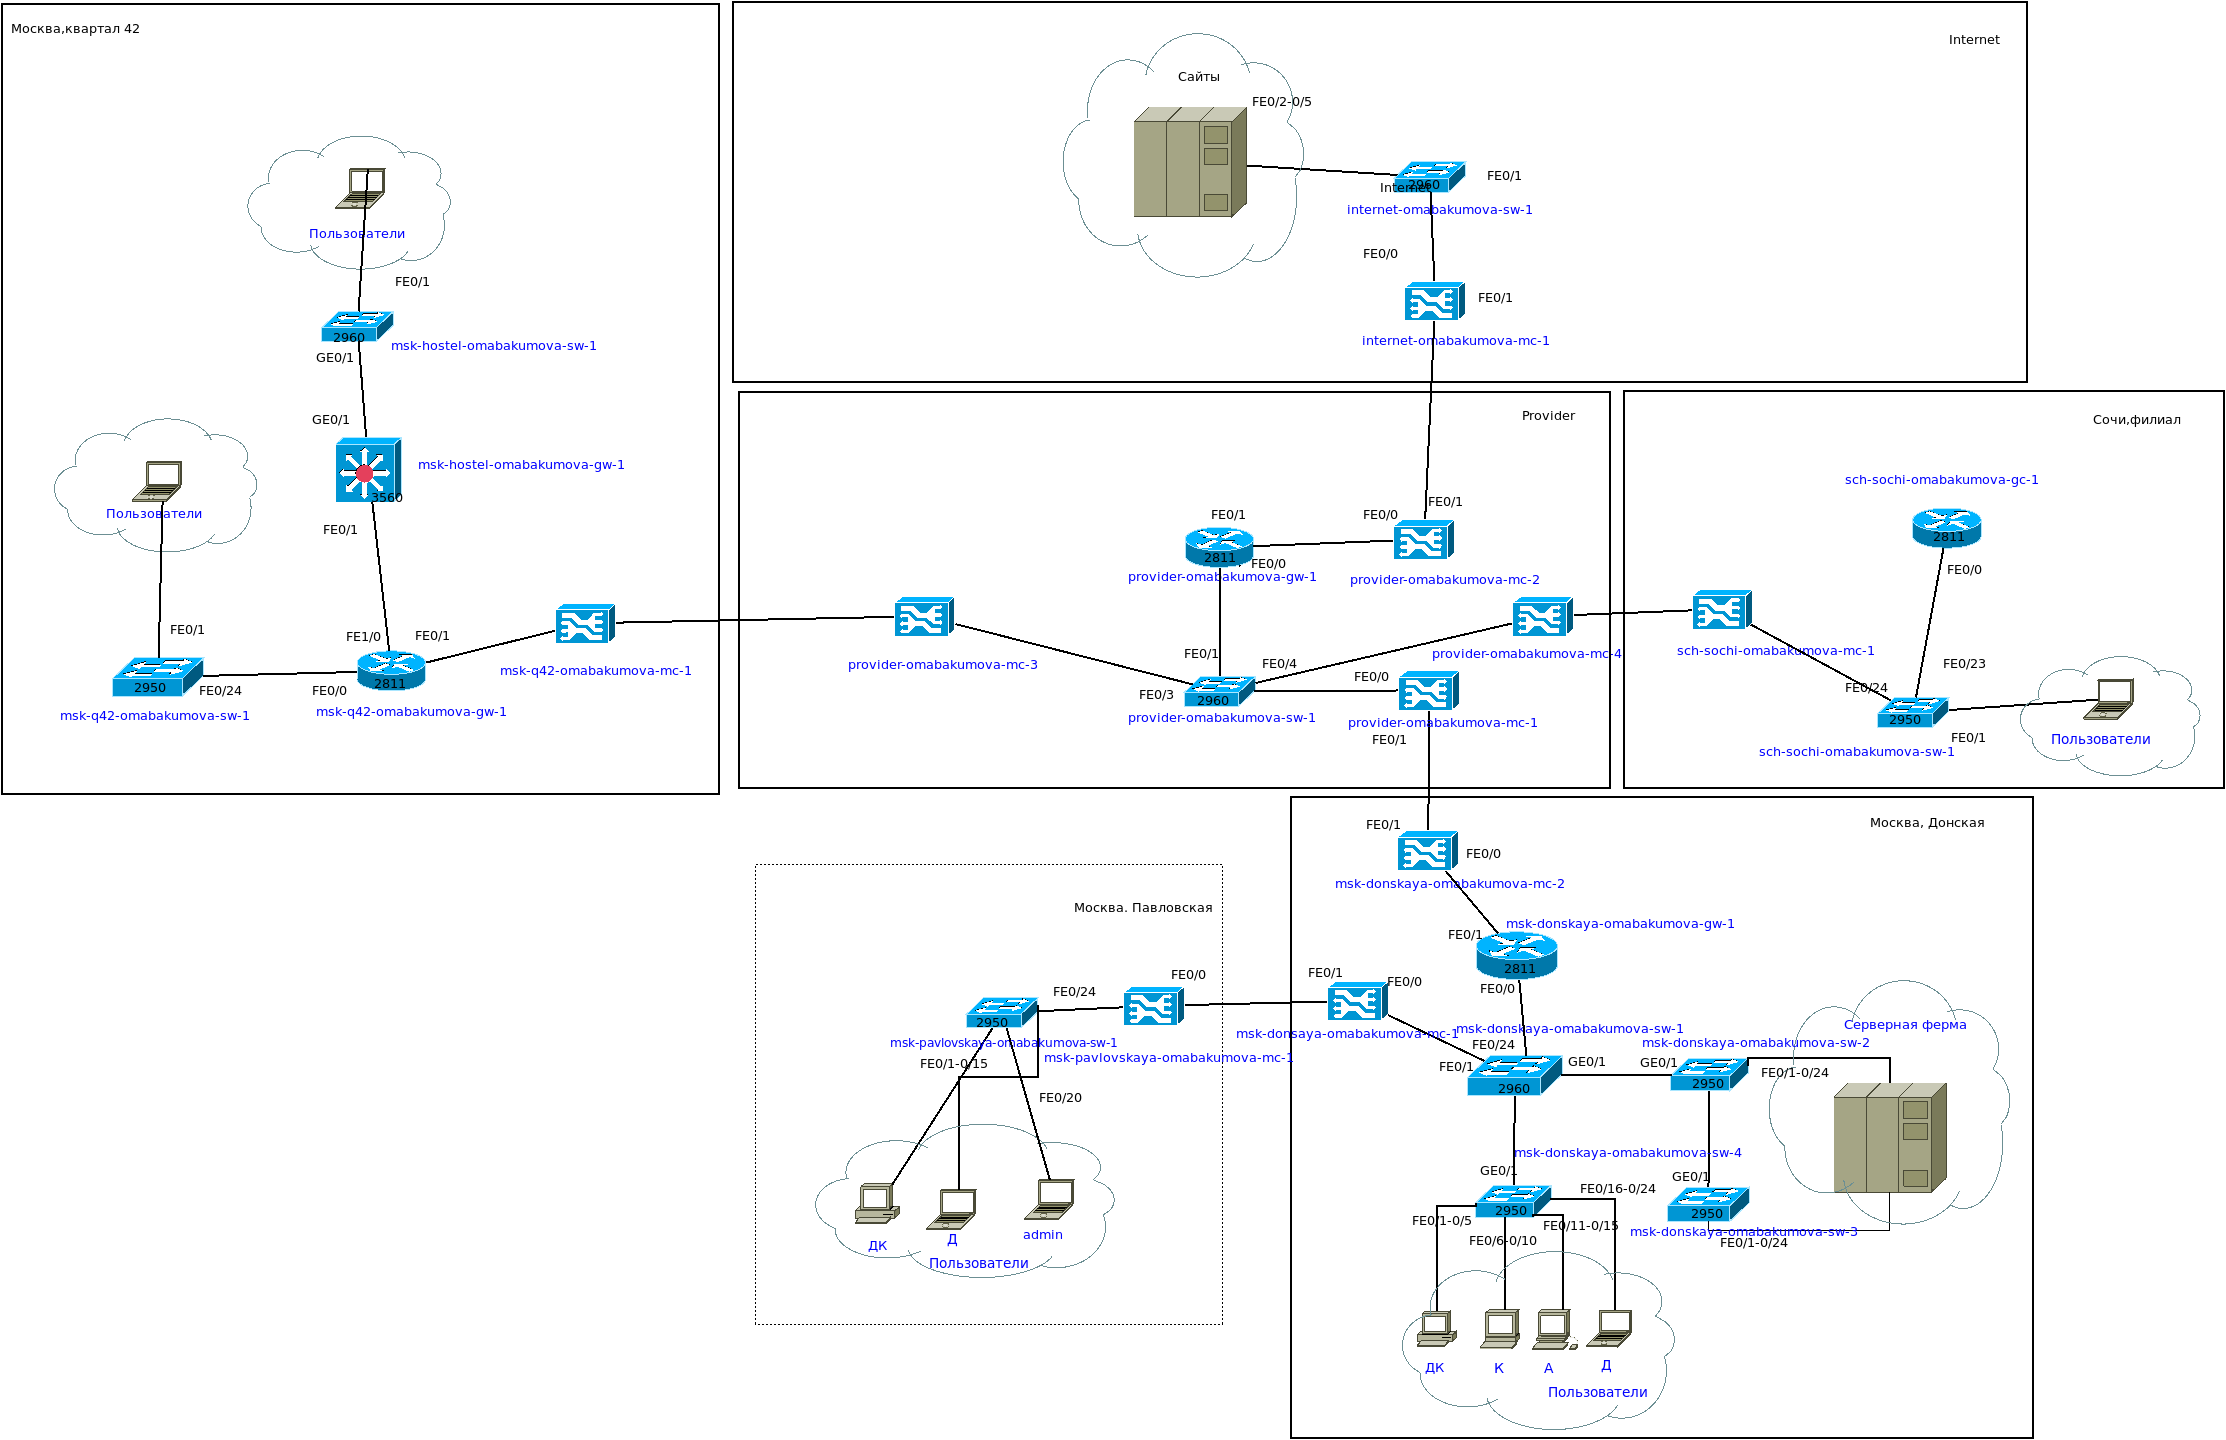 Москва,квартал 42
Пользователи
FE0/1
2960
msk-hostel-omabakumova-sw-1
GE0/1
GE0/1
msk-hostel-omabakumova-gw-1
3560
Пользователи
FE0/1
FE0/1
FE1/0
FE0/1
2950
FE0/24
FE0/0
2811
msk-q42-omabakumova-mc-1
msk-q42-omabakumova-sw-1
msk-q42-omabakumova-gw-1
Internet
Сайты
FE0/2-0/5
FE0/1
2960
Internet
internet-omabakumova-sw-1
FE0/0
FE0/1
internet-omabakumova-mc-1
Provider
FE0/1
FE0/0
FE0/1
2811
FE0/0
provider-omabakumova-gw-1
provider-omabakumova-mc-2
provider-omabakumova-mc-3
FE0/1
FE0/4
provider-omabakumova-mc-4
FE0/3
2960
FE0/0
provider-omabakumova-sw-1
provider-omabakumova-mc-1
FE0/1
Сочи,филиал
sch-sochi-omabakumova-gc-1
2811
FE0/0
sch-sochi-omabakumova-mc-1
FE0/23
FE0/24
2950
FE0/1
sch-sochi-omabakumova-sw-1
Пользователи
Москва. Павловская
FE0/0
FE0/24
2950
msk-pavlovskaya-omabakumova-sw-1
msk-pavlovskaya-omabakumova-mc-1
FE0/1-0/15
FE0/20
ДК
Д
admin
Пользователи
Москва, Донская
FE0/1
FE0/0
msk-donskaya-omabakumova-mc-2
msk-donskaya-omabakumova-gw-1
FE0/1
2811
FE0/1
FE0/0
FE0/0
msk-donsaya-omabakumova-mc-1
msk-donskaya-omabakumova-sw-1
Серверная ферма
msk-donskaya-omabakumova-sw-2
FE0/24
FE0/1
GE0/1
GE0/1
FE0/1-0/24
2960
2950
msk-donskaya-omabakumova-sw-4
GE0/1
GE0/1
FE0/16-0/24
2950
2950
FE0/1-0/5
FE0/11-0/15
msk-donskaya-omabakumova-sw-3
FE0/6-0/10
FE0/1-0/24
ДК
К
А
Д
Пользователи